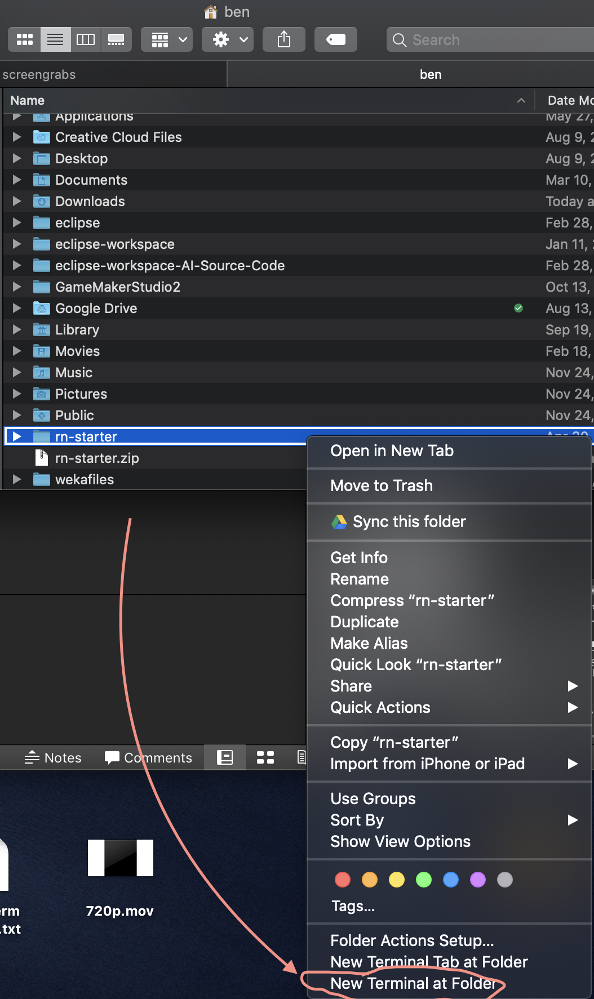 ben
Search
screengrabs
ben
Name
Date Mo
Applications
May 27,
Creative Cloud Files
Aug 9, 2
Desktop
Aug 9, 2
Documents
Mar 10,
Downloads
Today a
eclipse
Feb 28,
eclipse-workspace
Jan 11, 2
eclipse-workspace-AI-Source-Code
Feb 28,
GameMakerStudio2
Oct 13,
Google Drive
Aug 13,
Library
Sep 19,
Movies
Feb 18,
Music
Nov 24,
Pictures
Nov 24,
Public
Nov 24,
rn-starter
rn-starter.zip
wekafiles
Open in New Tab
Move to Trash
Sync this folder
Get Info
Rename
Compress “rn-starter”
Duplicate
Make Alias
Quick Look “rn-starter”
Share
Quick Actions
Copy “rn-starter”
Import from iPhone or iPad
Use Groups
Sort By
Show View Options
Tags...
Folder Actions Setup...
New Terminal Tab at Folder
New Terminal at Folder
Notes
Comments
erm
.txt
720p.mov